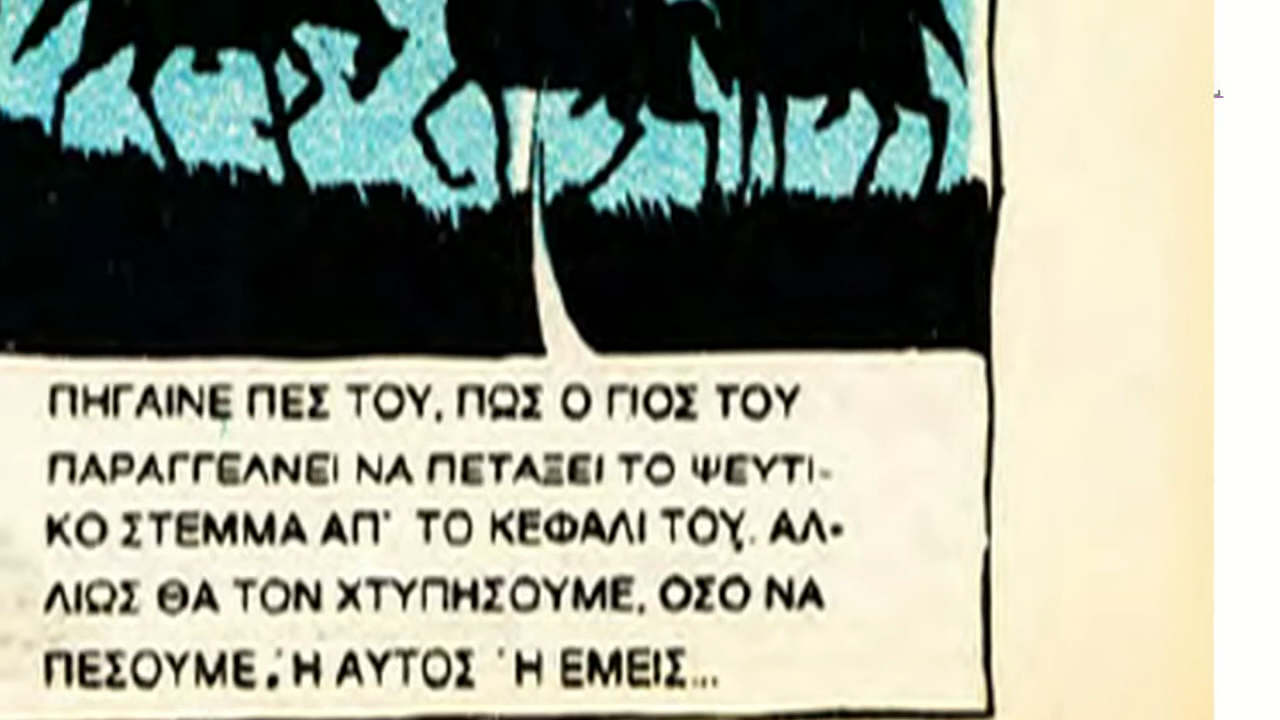 ΠΗΓΑΙΝΕ ΠΕΣ ΤΟΥ, ΠΩΣ Ο ΓΙΟΣ ΤΟΥ
ΠΑΡΑΓΓΕΛΝΕΙ ΝΑ ΠΕΤΑΞΕΙ ΤΟ ΨΕΥΤΙ-
ΚΟ ΣΤΕΜΜΑ ΑΠ' ΤΟ ΚΕΦΑΛΙ ΤΟΥ. ΑΛ-
ΛΙΩΣ ΘΑ ΤΟΝ ΧΤΥΠΗΣΟΥΜΕ, ΟΣΟ ΝΑ
ΠΕΣΟΥΜΕ, 'Η ΑΥΤΟΣ 'Η ΕΜΕΙΣ...